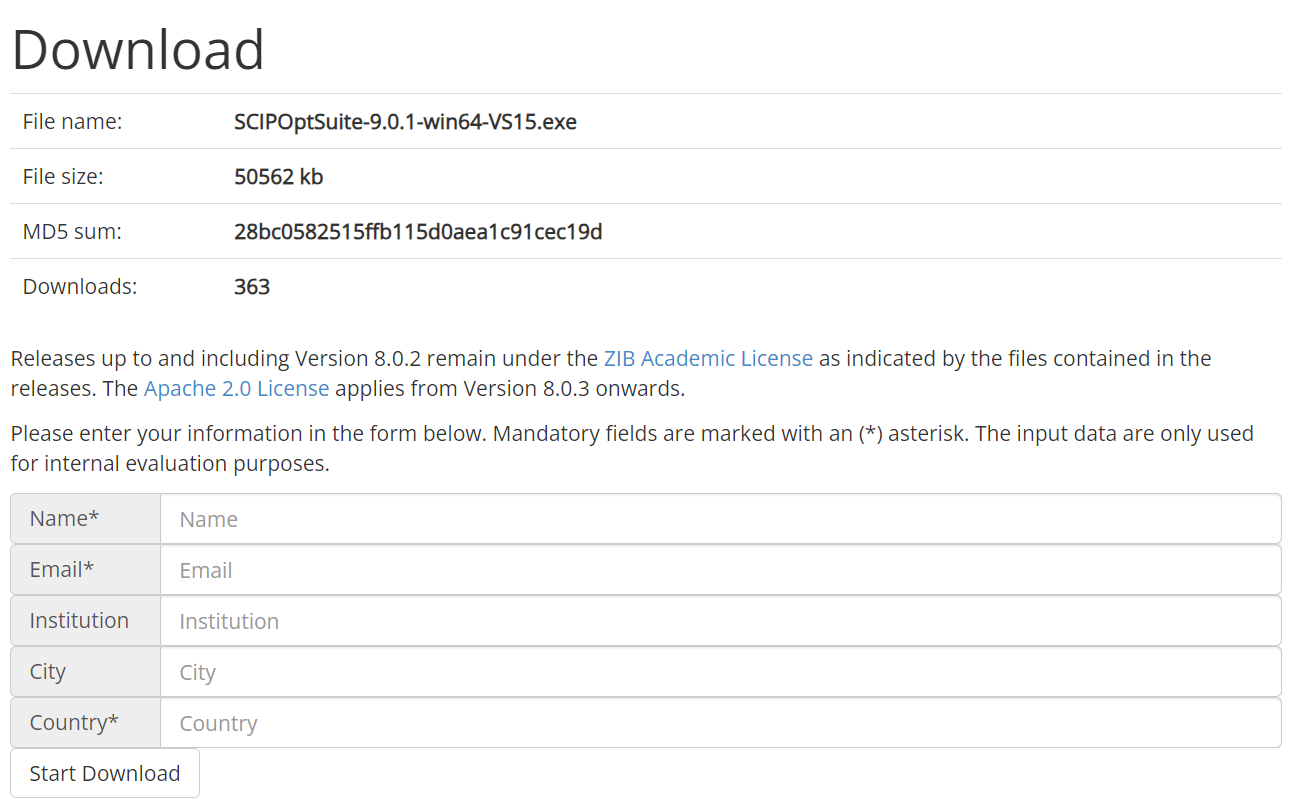 Download
File name: SCIPOptSuite-9.0.1-win64-VS15.exe
File size: 50562 kb
MD5 sum: 28bc0582515ffb115d0aea1c91cec19d
Downloads: 363
Releases up to and including Version 8.0.2 remain under the ZIB Academic License as indicated by the files contained in the
releases. The Apache 2.0 License applies from Version 8.0.3 onwards.
Please enter your information in the form below. Mandatory fields are marked with an (*) asterisk. The input data are only used
for internal evaluation purposes.
Name* Name
Email* Email
Institution Institution
City City
Country* Country
Start Download